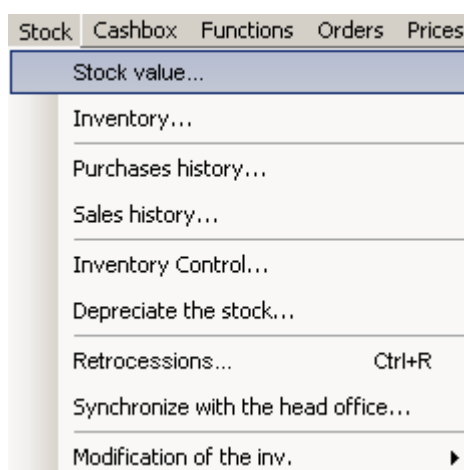 Stock Cashbox Functions Orders Prices
Stock value...
Inventory...
Purchases history...
Sales history...
Inventory Control...
Depreciate the stock...
Retrocessions... Ctrl+R
Synchronize with the head office...
Modification of the inv.